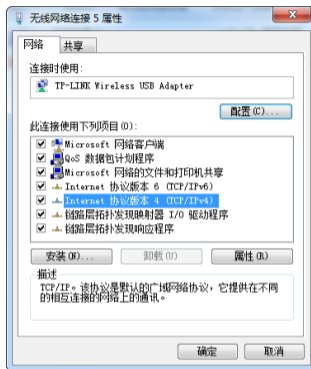 无线网络连接 5 属性
网络 共享
连接时使用:
TP-LINK Wireless USB Adapter
配置(C)...
此连接使用下列项目(O):
Microsoft 网络客户端
QoS 数据包计划程序
Microsoft 网络的文件和打印机共享
Internet 协议版本 6 (TCP/IPv6)
Internet 协议版本 4 (TCP/IPv4)
链路层拓扑发现映射器 I/O 驱动程序
链路层拓扑发现响应程序
安装(N)... 卸载(U) 属性(R)
描述
TCP/IP。该协议是默认的广域网络协议，它提供在不同
的相互连接的网络上的通讯。
确定 取消